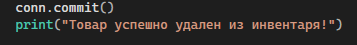 conn.commit()
print("Товар успешно удален из инвентаря!")